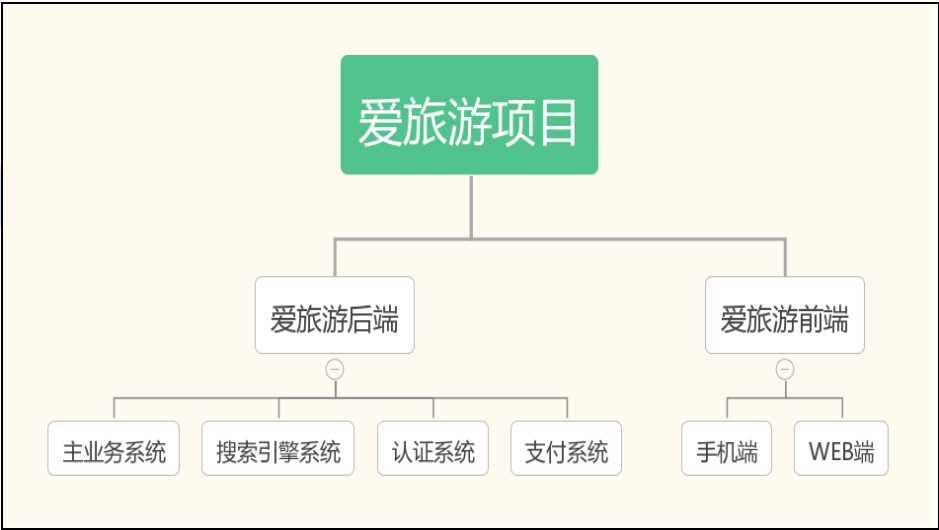 爱旅游项目
爱旅游后端
爱旅游前端
主业务系统
搜索引擎系统
认证系统
支付系统
手机端
WEB端